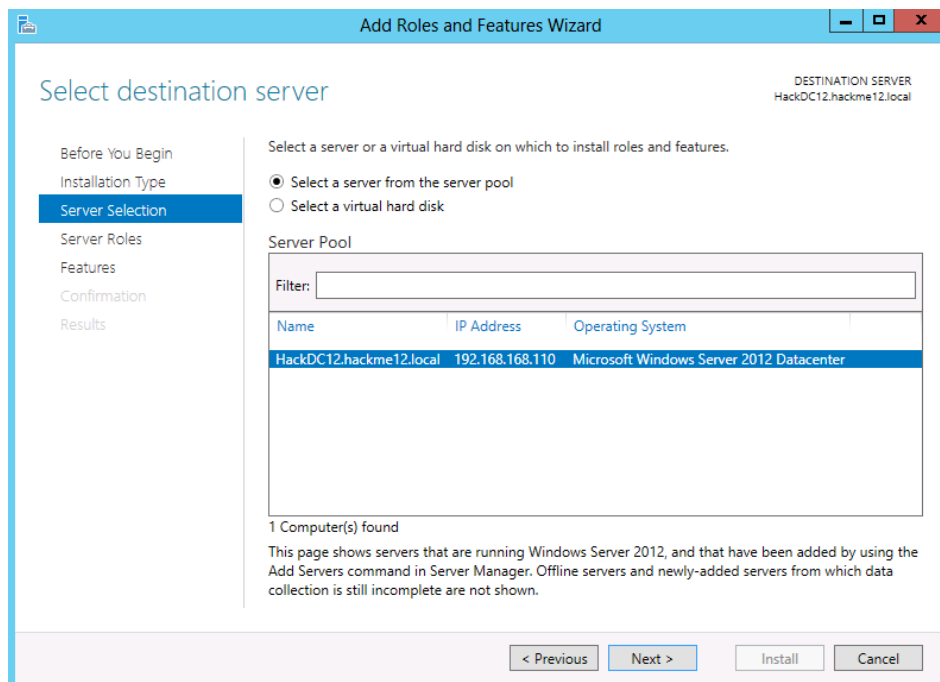 Add Roles and Features Wizard
Select destination server
DESTINATION SERVER
HackDC12.hackme12.local
Before You Begin
Installation Type
Server Selection
Server Roles
Features
Confirmation
Results
Select a server or a virtual hard disk on which to install roles and features.
Select a server from the server pool
Select a virtual hard disk
Server Pool
Filter:
Name IP Address Operating System
HackDC12.hackme12.local 192.168.168.110 Microsoft Windows Server 2012 Datacenter
1 Computer(s) found
This page shows servers that are running Windows Server 2012, and that have been added by using the
Add Servers command in Server Manager. Offline servers and newly-added servers from which data
collection is still incomplete are not shown.
< Previous Next > Install Cancel